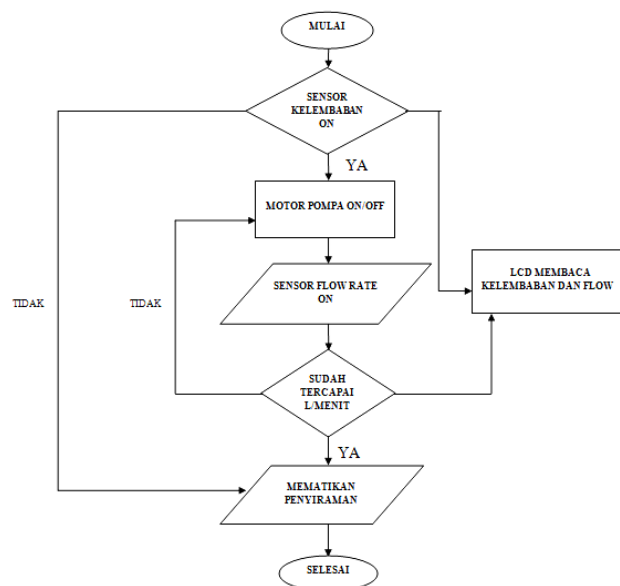 MULAI
SENSOR
KELEMBABAN
ON
YA
MOTOR POMPA ON/OFF
SENSOR FLOW RATE
ON
LCD MEMBACA
KELEMBABAN DAN FLOW
TIDAK
TIDAK
SUDAH
TERCAPAI
L/MENIT
YA
MEMATIKAN
PENYIRAMAN
SELESAI